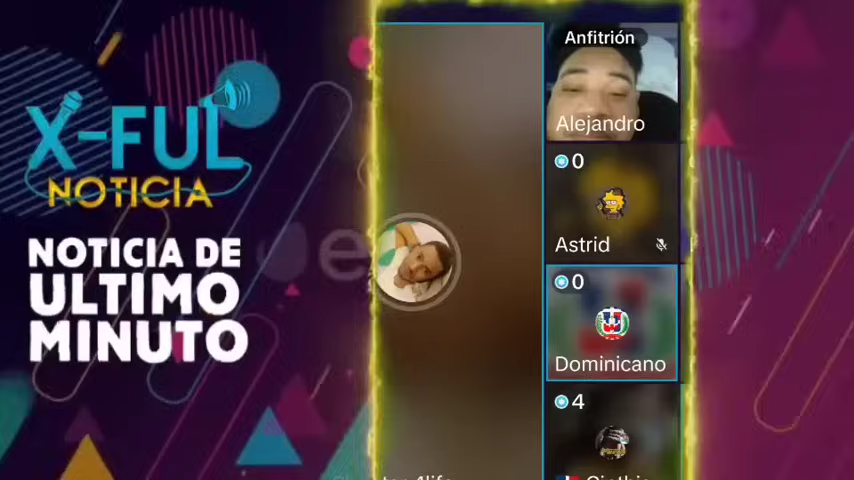 X-FUL
NOTICIA
NOTICIA DE
ULTIMO
MINUTO
Anfitrión
Alejandro
0
Astrid
0
Dominicano
4